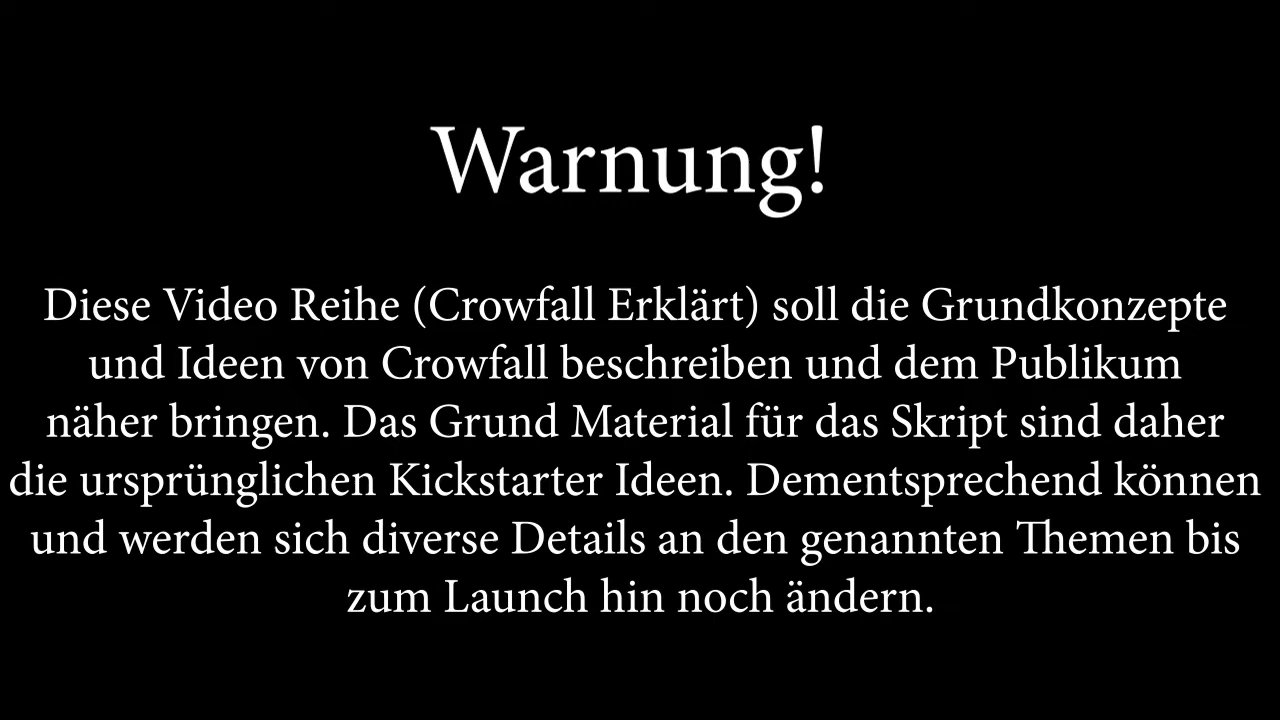 Warnung!
Diese Video Reihe (Crowfall Erklärt) soll die Grundkonzepte
und Ideen von Crowfall beschreiben und dem Publikum
näher bringen. Das Grund Material für das Skript sind daher
die ursprünglichen Kickstarter Ideen. Dementsprechend können
und werden sich diverse Details an den genannten Themen bis
zum Launch hin noch ändern.